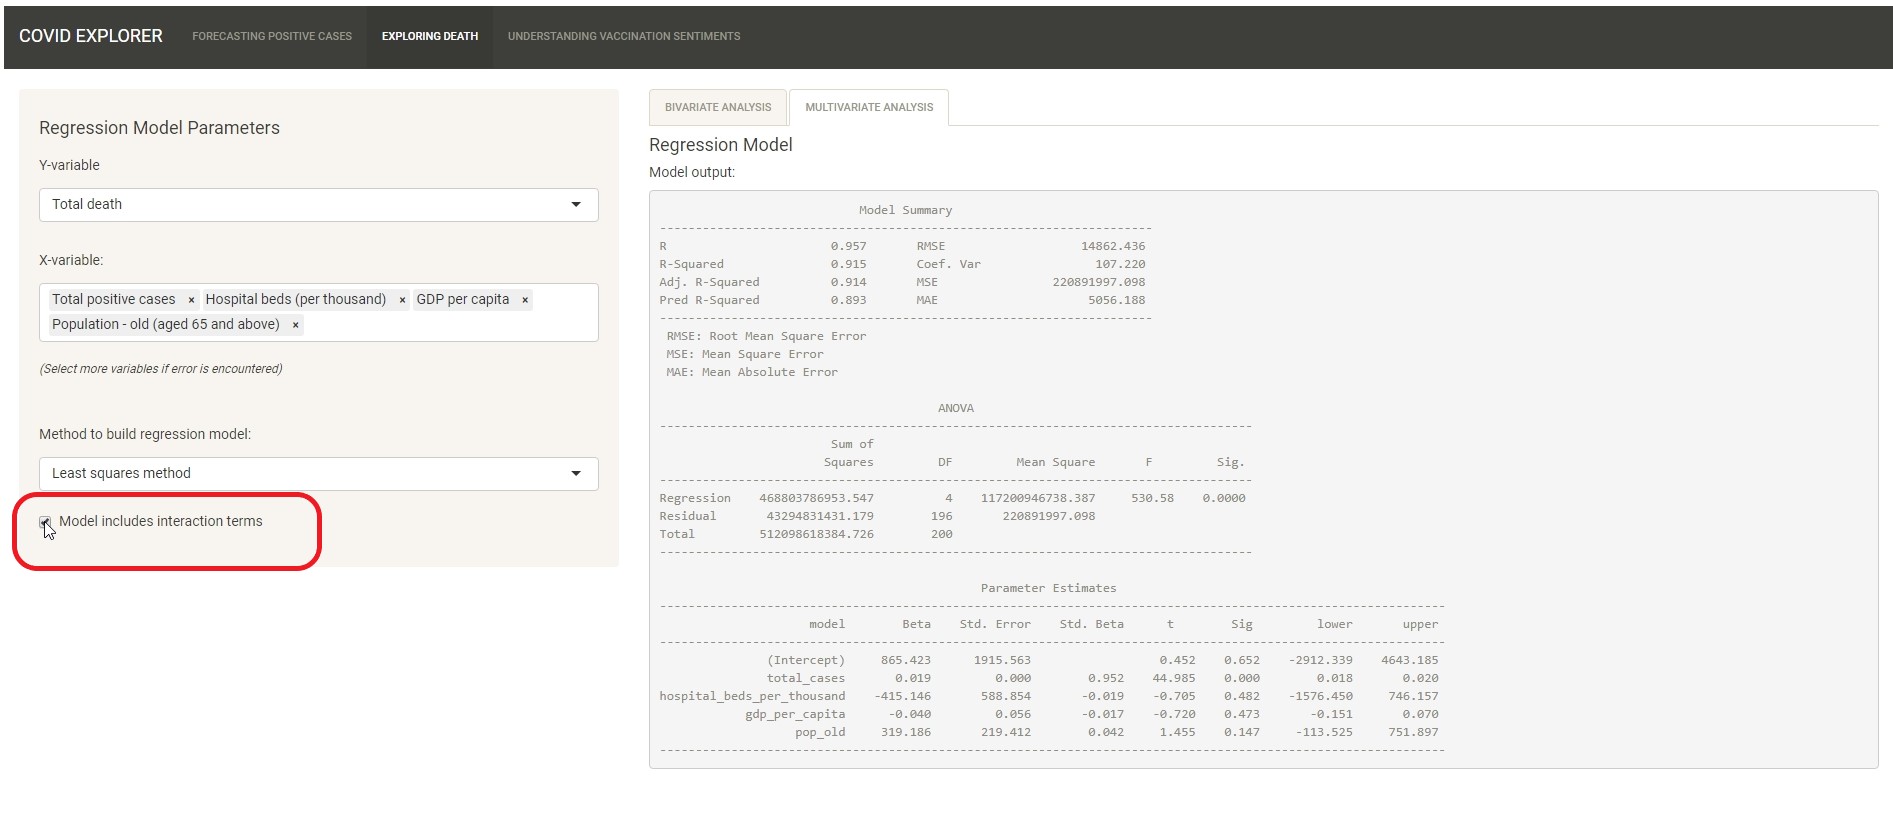 COVID EXPLORER FORECASTING POSITIVE CASES EXPLORING DEATH UNDERSTANDING VACCINATION SENTIMENTS
Regression Model Parameters
Y-variable
Total death
X-variable:
Total positive cases × Hospital beds (per thousand) × GDP per capita ×
Population - old (aged 65 and above) ×
(Select more variables if error is encountered)
Method to build regression model:
Least squares method
Model includes interaction terms
BIVARIATE ANALYSIS MULTIVARIATE ANALYSIS
Regression Model
Model output:
Model Summary
R 0.957 RMSE 14862.436
R-Squared 0.915 Coef. Var 107.220
Adj. R-Squared 0.914 MSE 220891997.098
Pred R-Squared 0.893 MAE 5056.188
RMSE: Root Mean Square Error
MSE: Mean Square Error
MAE: Mean Absolute Error
ANOVA
Sum of
Squares DF Mean Square F Sig.
Regression 468803786953.547 4 117200946738.387 530.58 0.0000
Residual 43294831431.179 196 220891997.098
Total 512098618384.726 200
Parameter Estimates
model Beta Std. Error Std. Beta t Sig lower upper
(Intercept) 865.423 1915.563 0.452 0.652 -2912.339 4643.185
total_cases 0.019 0.000 0.952 44.985 0.000 0.018 0.020
hospital_beds_per_thousand -415.146 588.854 -0.019 -0.705 0.482 -1576.450 746.157
gdp_per_capita -0.040 0.056 -0.017 -0.720 0.473 -0.151 0.070
pop_old 319.186 219.412 0.042 1.455 0.147 -113.525 751.897